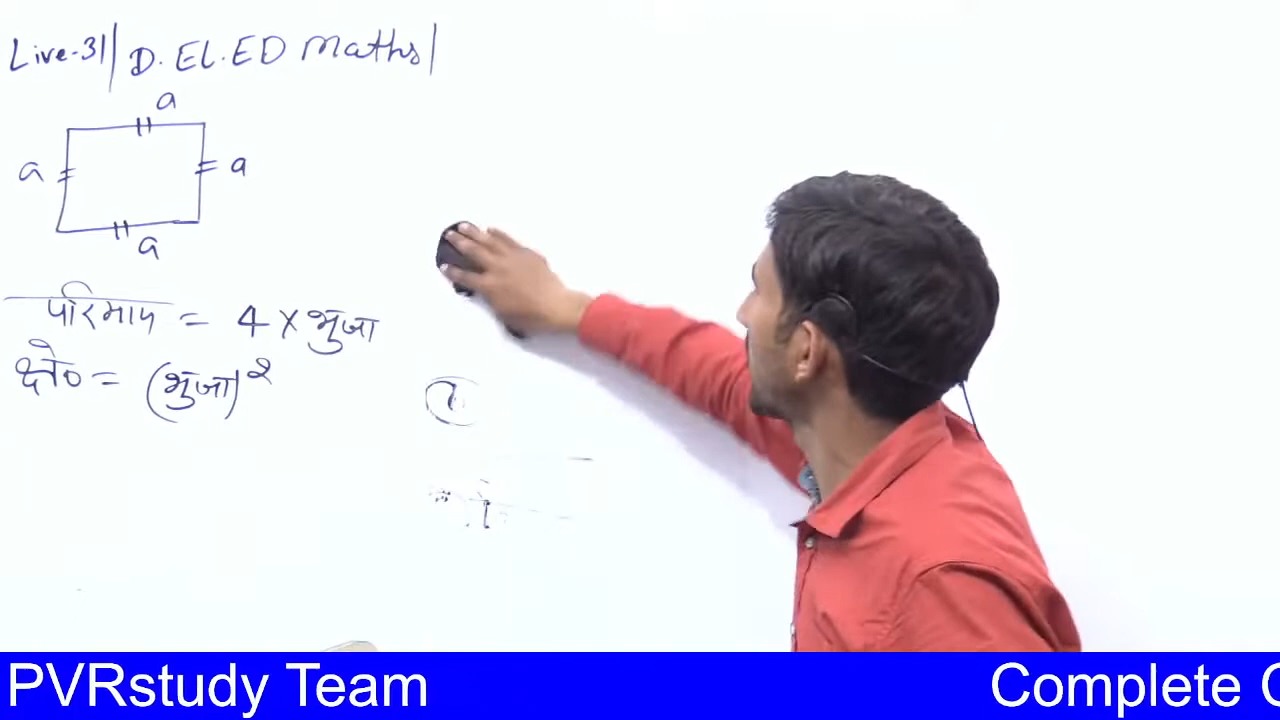 Live-31| D.El.ED Maths|
a
a
a
a
परिमाप = 4 × भुजा
क्षे० = (भुजा)²
PVRstudy Team
Complete